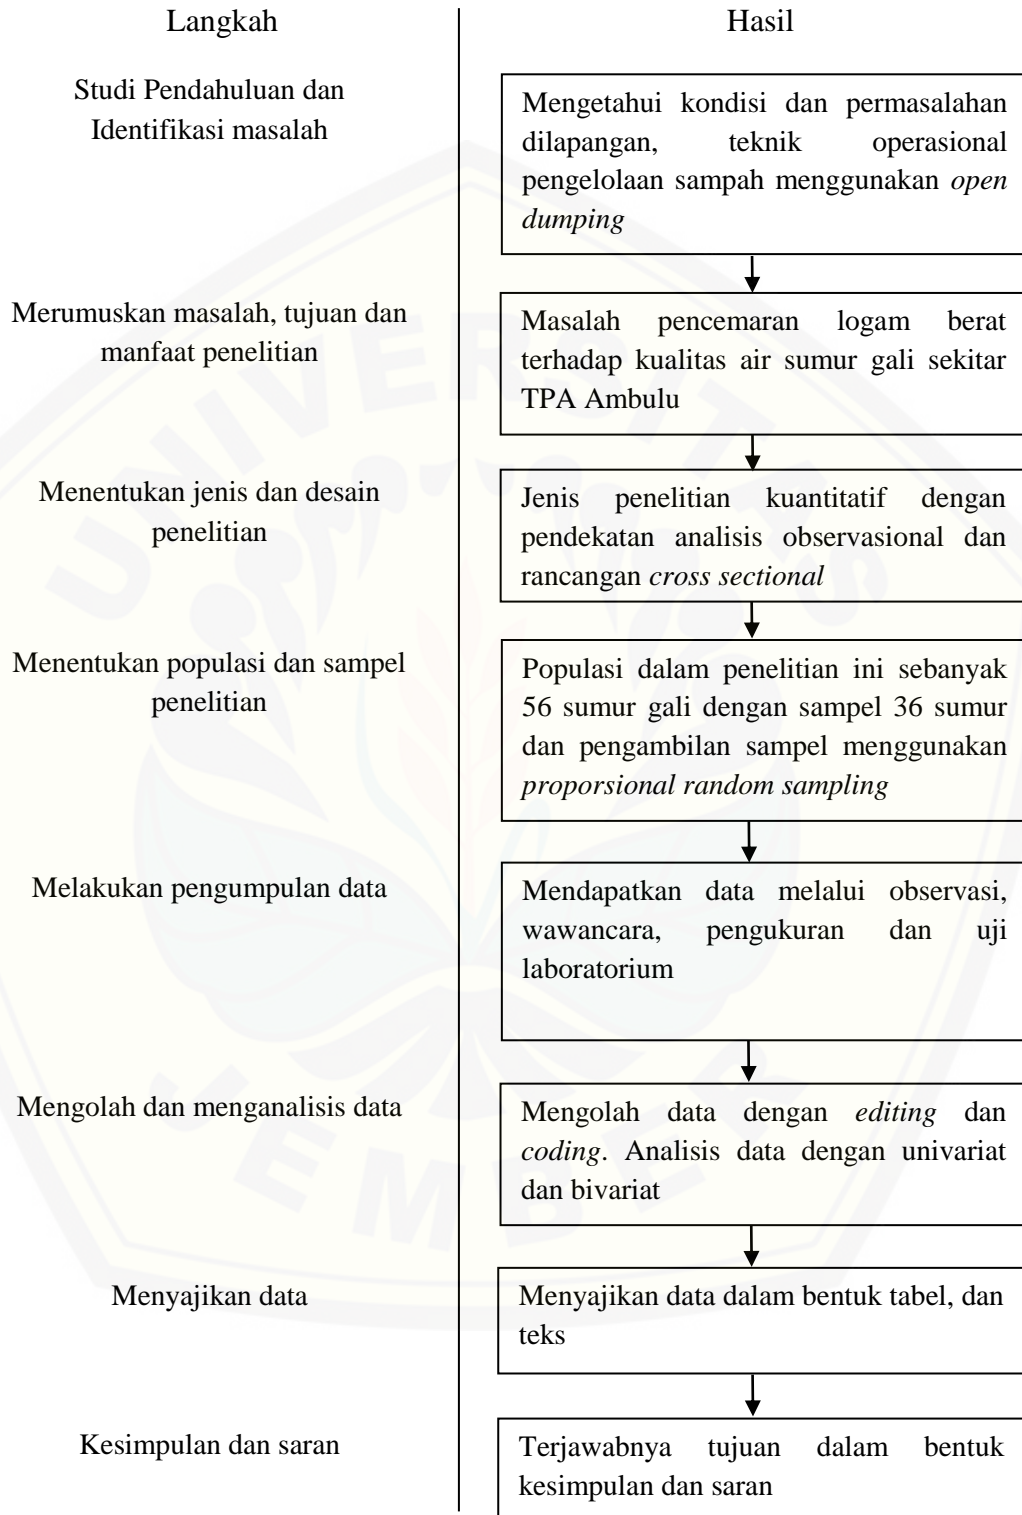 Langkah
Hasil
Studi Pendahuluan dan
Identifikasi masalah
Mengetahui kondisi dan permasalahan
dilapangan, teknik operasional
pengelolaan sampah menggunakan open
dumping
Merumuskan masalah, tujuan dan
manfaat penelitian
Masalah pencemaran logam berat
terhadap kualitas air sumur gali sekitar
TPA Ambulu
Menentukan jenis dan desain
penelitian
Jenis penelitian kuantitatif dengan
pendekatan analisis observasional dan
rancangan cross sectional
Menentukan populasi dan sampel
penelitian
Populasi dalam penelitian ini sebanyak
56 sumur gali dengan sampel 36 sumur
dan pengambilan sampel menggunakan
proporsional random sampling
Melakukan pengumpulan data
Mendapatkan data melalui observasi,
wawancara, pengukuran dan uji
laboratorium
Mengolah dan menganalisis data
Mengolah data dengan editing dan
coding. Analisis data dengan univariat
dan bivariat
Menyajikan data
Menyajikan data dalam bentuk tabel, dan
teks
Kesimpulan dan saran
Terjawabnya tujuan dalam bentuk
kesimpulan dan saran
UNIVERSITAS
JEMBER